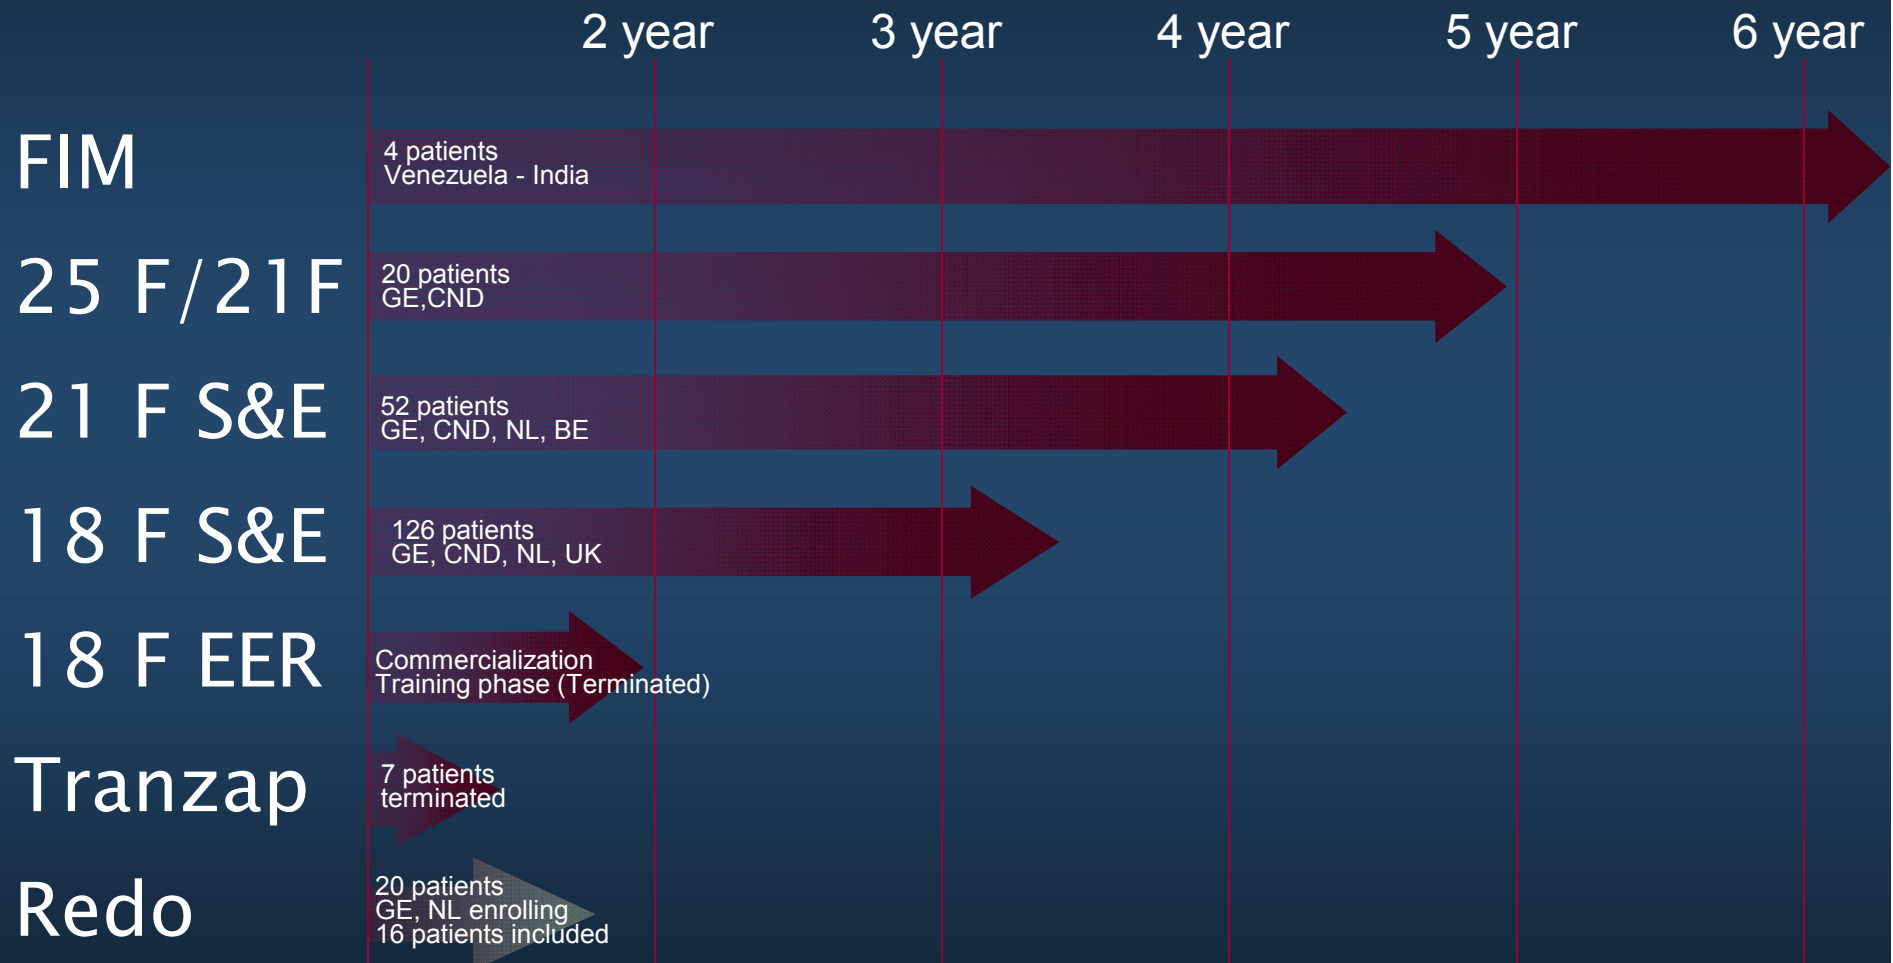 2 year 3 year 4 year 5 year 6 year
FIM
4 patients
Venezuela - India
25 F/21F
20 patients
GE,CND
21 F S&E
52 patients
GE, CND, NL, BE
18 F S&E
126 patients
GE, CND, NL, UK
18 F EER
Commercialization
Training phase (Terminated)
Tranzap
7 patients
terminated
Redo
20 patients
GE, NL enrolling
16 patients included